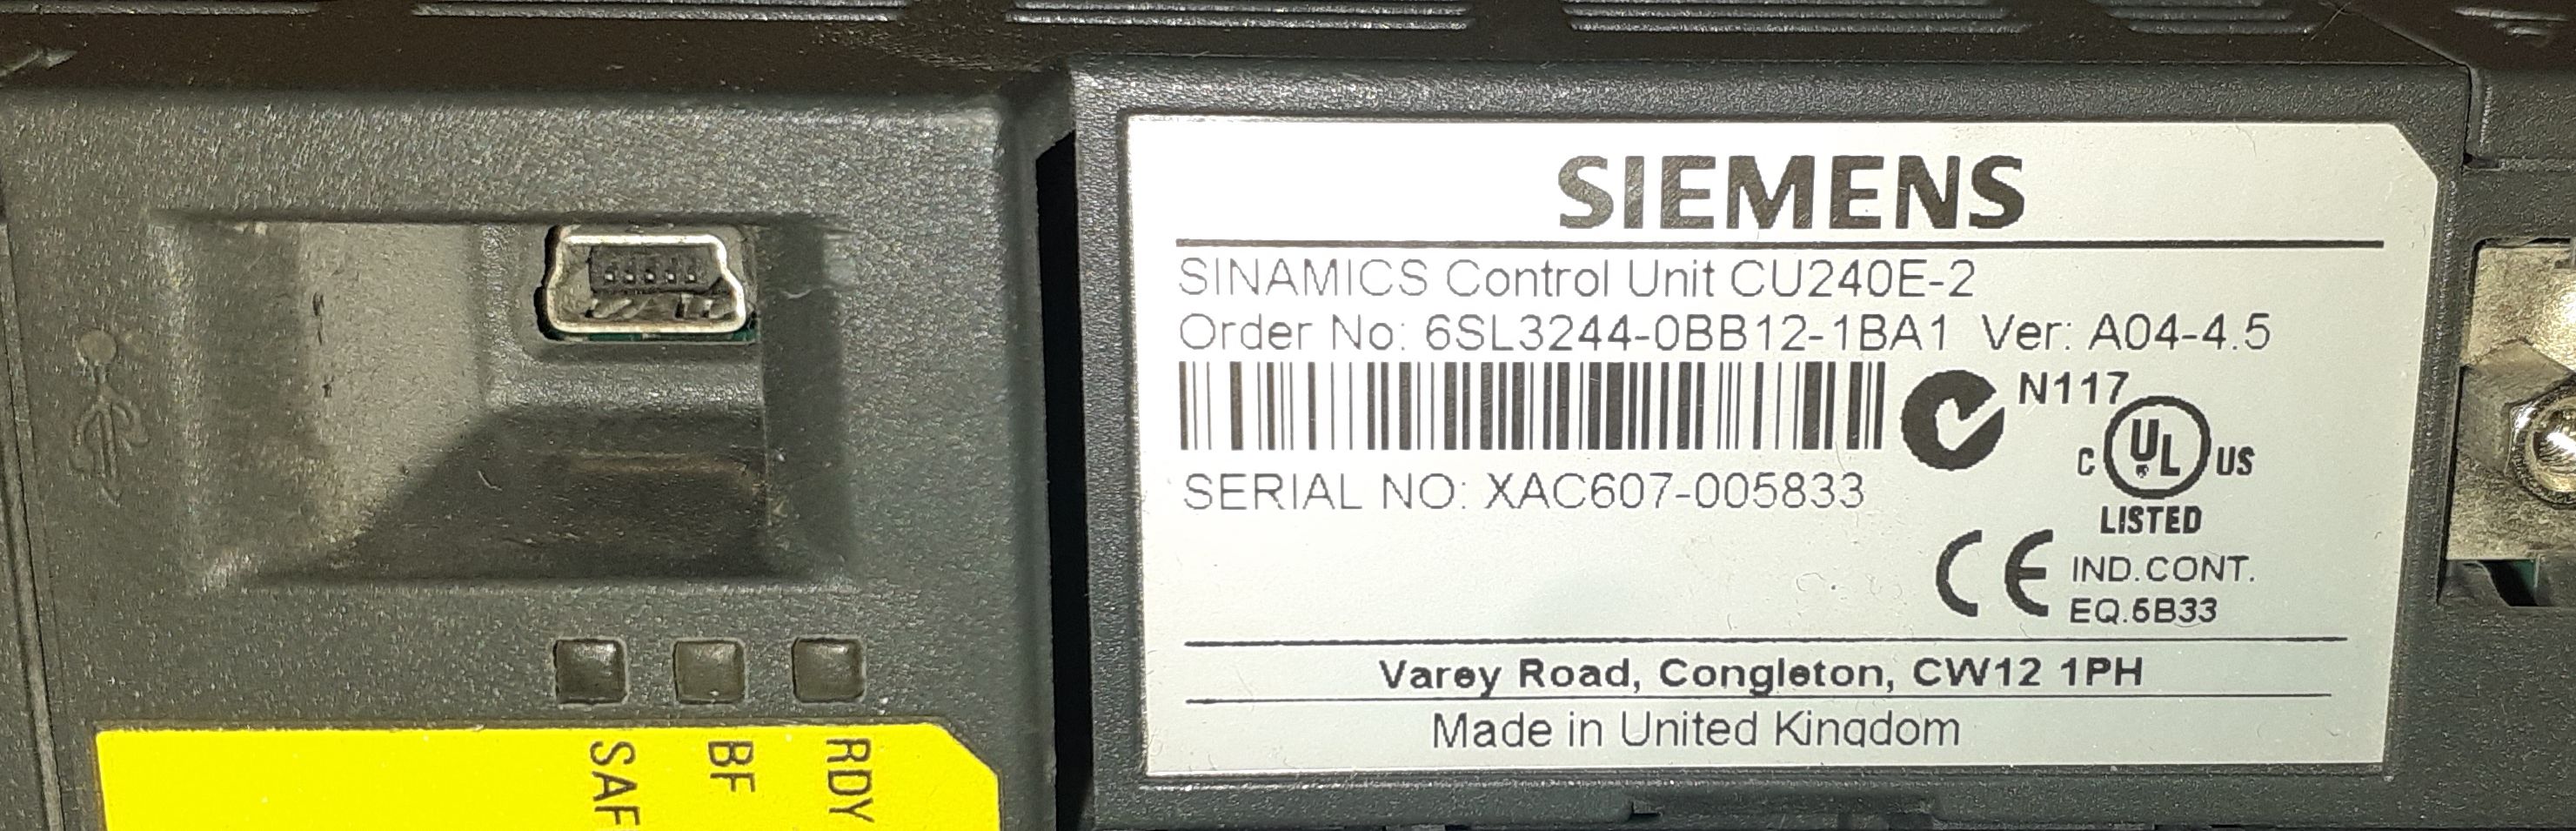 SIEMENS
SINAMICS Control Unit CU240E-2
Order No: 6SL3244-0BB12-1BA1 Ver: A04-4.5
N117
C UL US
LISTED
SERIAL NO: XAC607-005833
CE
IND.CONT.
EQ.5B33
Varey Road, Congleton, CW12 1PH
Made in United Kingdom
SAF
BF
RDY